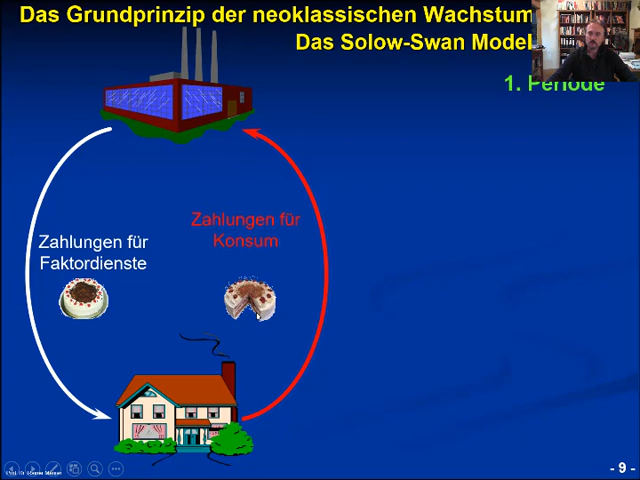 Das Grundprinzip der neoklassischen Wachstum
Das Solow-Swan Model
1. Periode
Zahlungen für
Konsum
Zahlungen für
Faktordienste
- 9 -